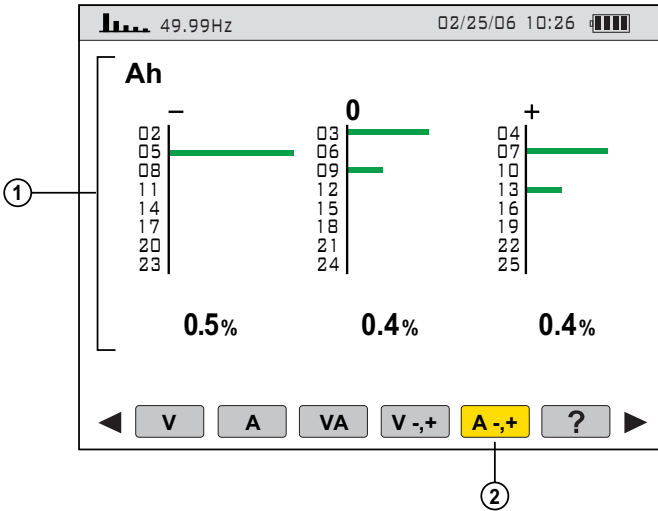 49.99Hz 02/25/06 10:26
Ah
– 0 +
02 03 04
05 06 07
08 09 10
11 12 13
14 15 16
17 18 19
20 21 22
23 24 25
0.5% 0.4% 0.4%
1
V A VA V -,+ A -,+ ?
2